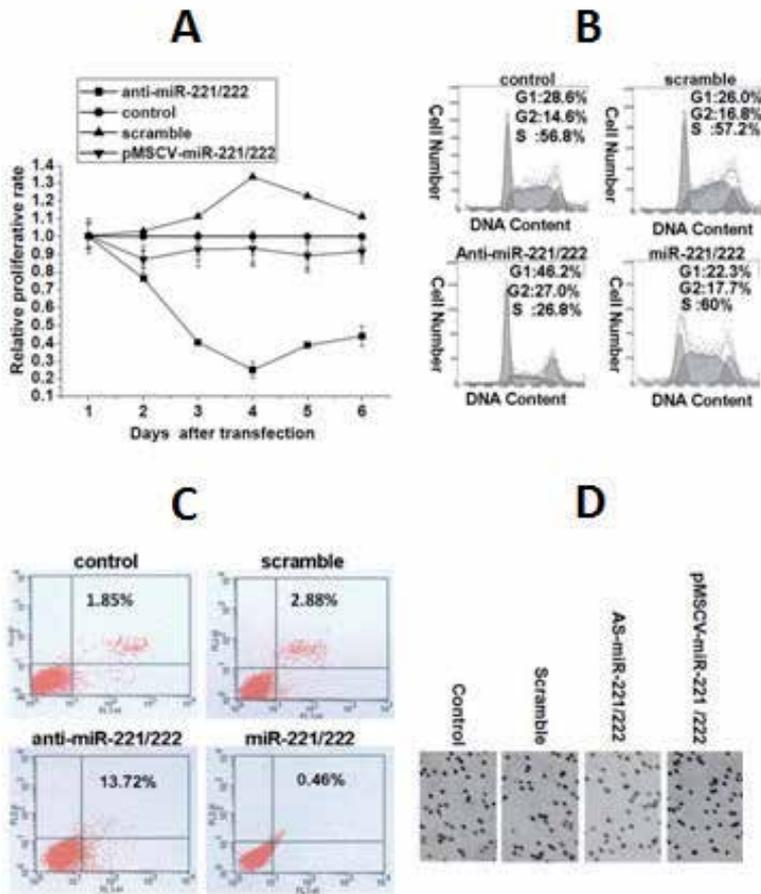 A
anti-miR-221/222
control
scramble
pMSCV-miR-221/222
Relative proliferative rate
1.4
1.3
1.2
1.1
1.0
0.9
0.8
0.7
0.6
0.5
0.4
0.3
0.2
0.1
1 2 3 4 5 6
Days after transfection
B
control
G1:28.6%
G2:14.6%
S :56.8%
Cell Number
DNA Content
scramble
G1:26.0%
G2:16.8%
S :57.2%
Cell Number
DNA Content
Anti-miR-221/222
G1:46.2%
G2:27.0%
S :26.8%
Cell Number
DNA Content
miR-221/222
G1:22.3%
G2:17.7%
S :60%
Cell Number
DNA Content
C
control
1.85%
scramble
2.88%
anti-miR-221/222
13.72%
miR-221/222
0.46%
D
Control
Scramble
AS-miR-221/222
pMSCV-miR-221 /222